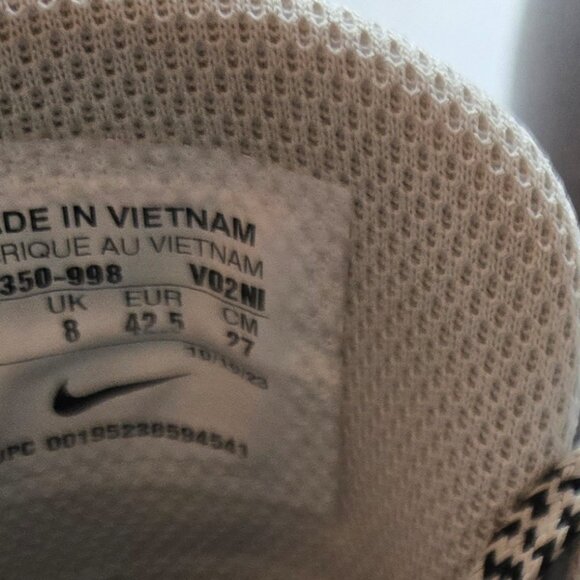 ADE IN VIETNAM
RIQUE AU VIETNAM
350-998 V02NI
UK EUR CM
8 42.5 27
UPC 00195238594541